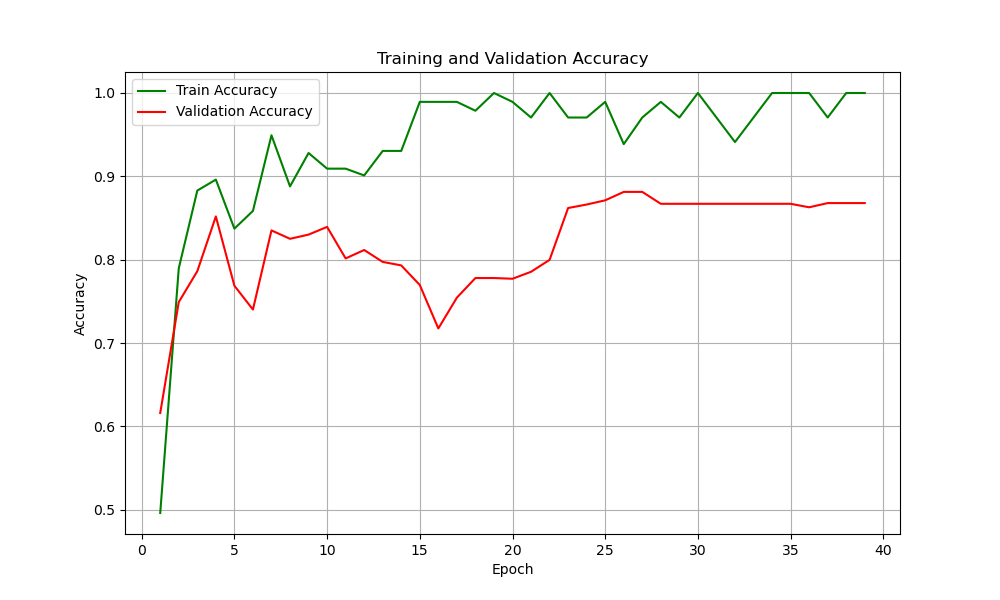 Training and Validation Accuracy
Train Accuracy
Validation Accuracy
1.0
0.9
0.8
0.7
0.6
0.5
Accuracy
0 5 10 15 20 25 30 35 40
Epoch